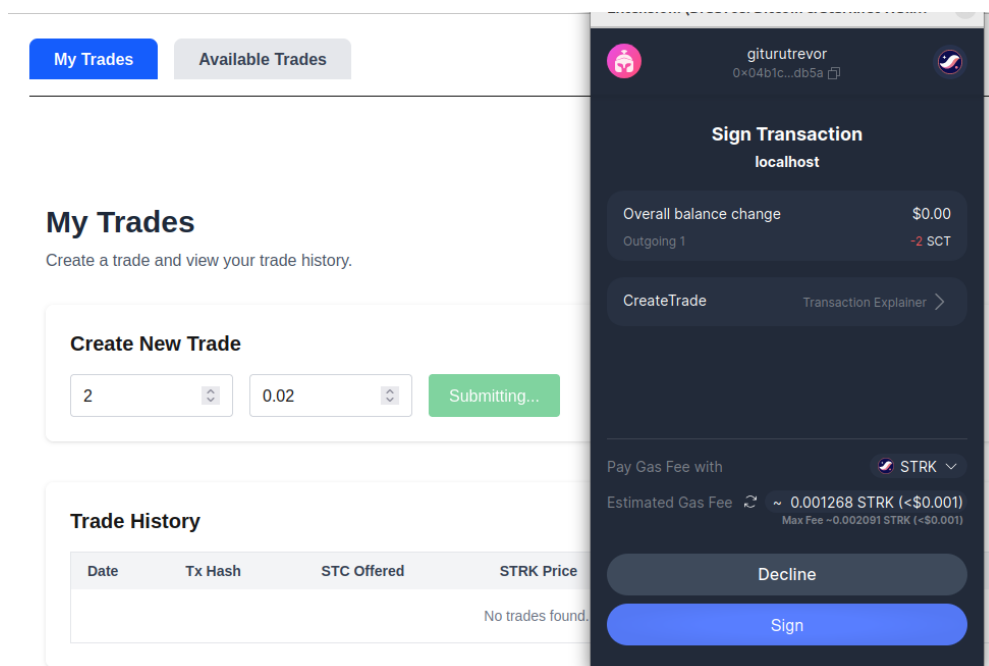 My Trades
Available Trades
My Trades
Create a trade and view your trade history.
Create New Trade
2
0.02
Submitting...
Trade History
Date Tx Hash STC Offered STRK Price
No trades found.
giturutrevor
0×04b1c...db5a
Sign Transaction
localhost
Overall balance change $0.00
Outgoing 1 -2 SCT
CreateTrade Transaction Explainer
Pay Gas Fee with STRK
Estimated Gas Fee ~ 0.001268 STRK (<$0.001)
Max Fee ~0.002091 STRK (<$0.001)
Decline
Sign